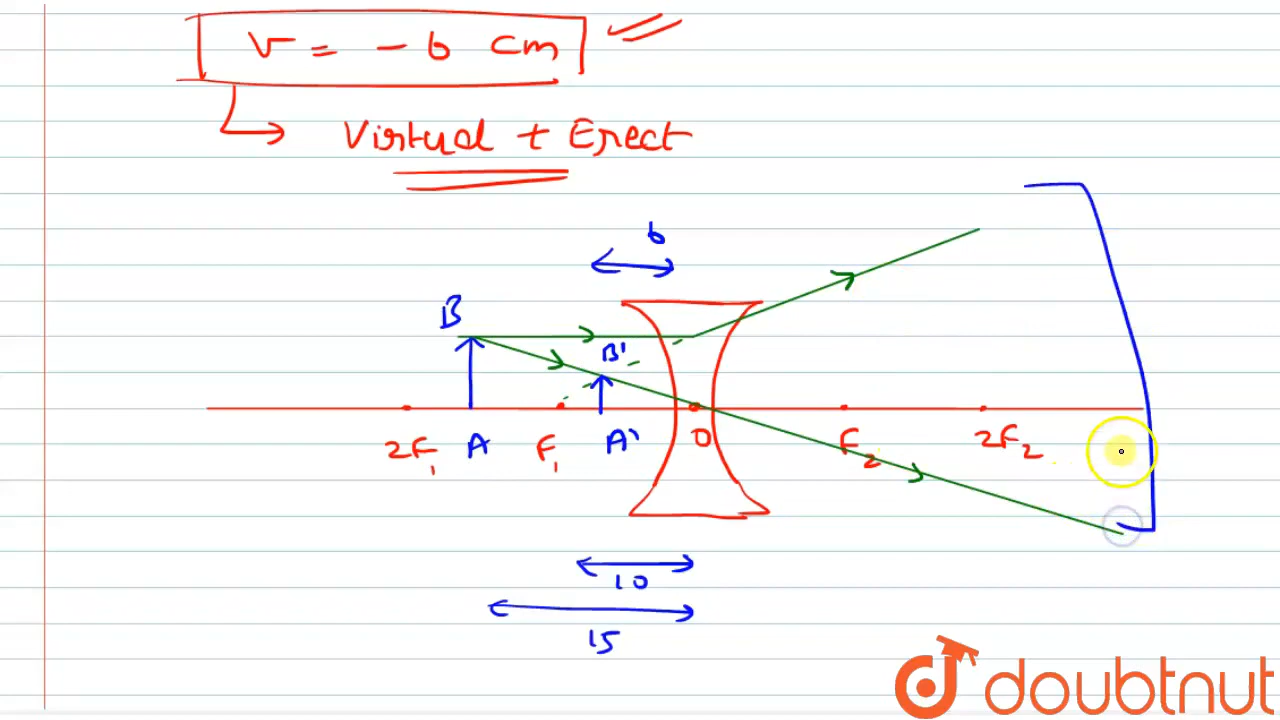 v = - 6 cm
Virtual + Erect
6
B
B'
2F1 A F1 A' O F2 2F2
10
15
doubtnut